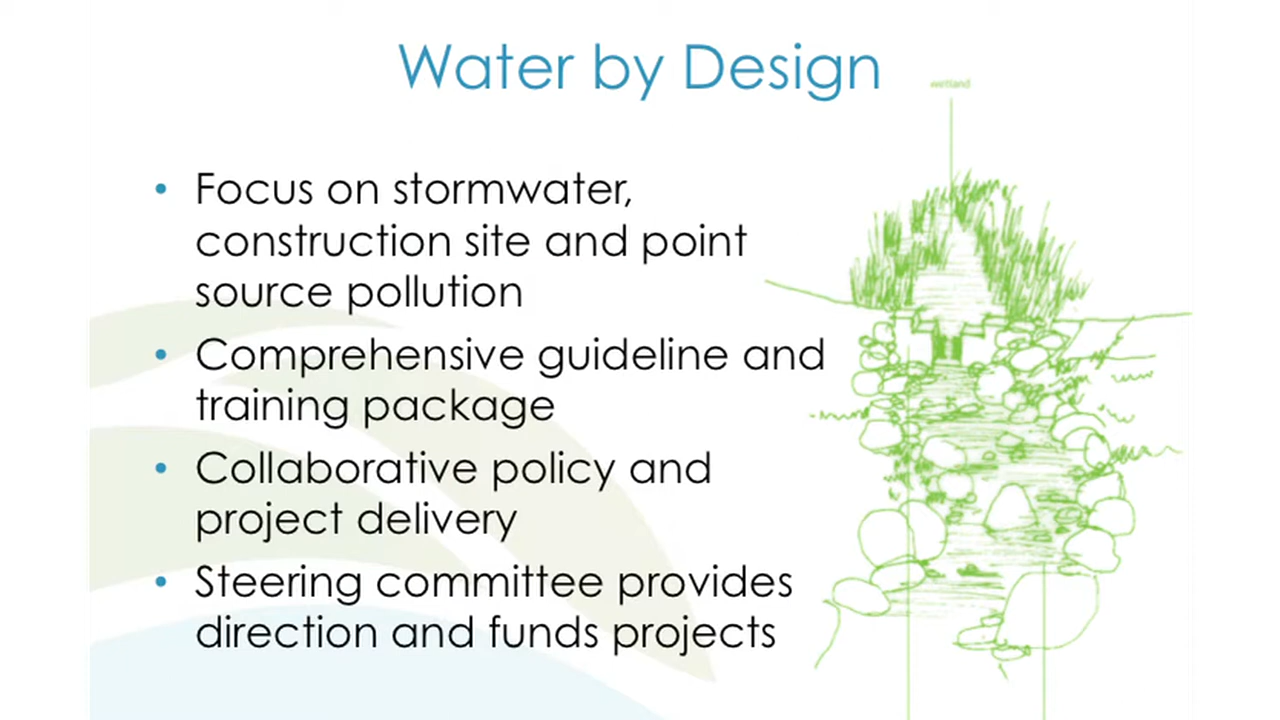 Water by Design
wetland
• Focus on stormwater,
construction site and point
source pollution
• Comprehensive guideline and
training package
• Collaborative policy and
project delivery
• Steering committee provides
direction and funds projects